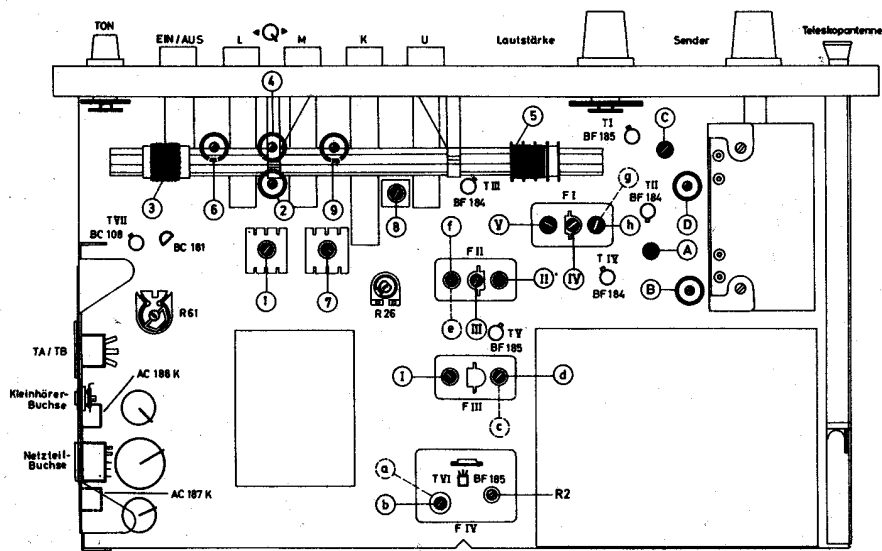 TON
EIN/AUS
L
Q
M
K
U
Lautstärke
Sender
Teleskopantenne
4
5
T I
BF 185
C
3
6
2
9
8
T III
BF 184
F I
g
T II
BF 184
D
V
IV
h
A
T VII
BC 108
BC 181
f
F II
II
T IV
BF 184
B
1
7
R 26
e
III
R61
T V
BF 185
TA/TB
AC 188 K
I
d
F III
c
Kleinhörer-
Buchse
Netzteil-
Buchse
AC 187 K
a
T VI
BF 185
b
R2
F IV